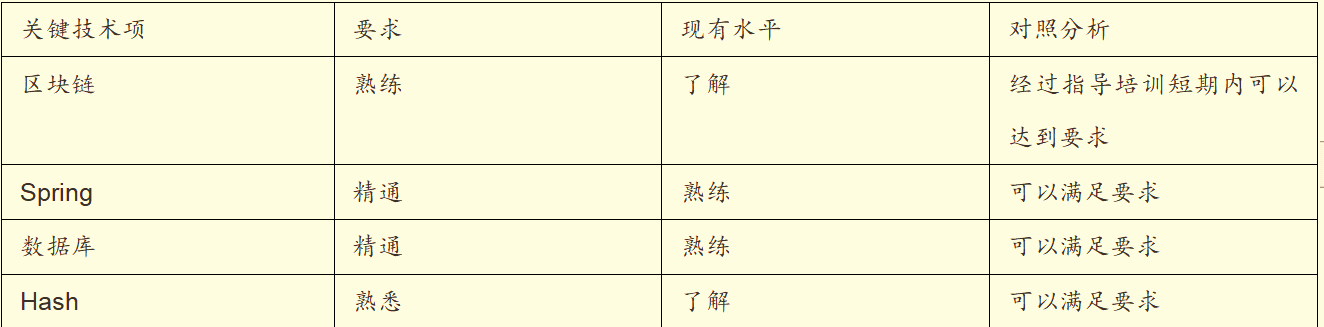 关键技术项 要求 现有水平 对照分析
区块链 熟练 了解 经过指导培训短期内可以
达到要求
Spring 精通 熟练 可以满足要求
数据库 精通 熟练 可以满足要求
Hash 熟悉 了解 可以满足要求